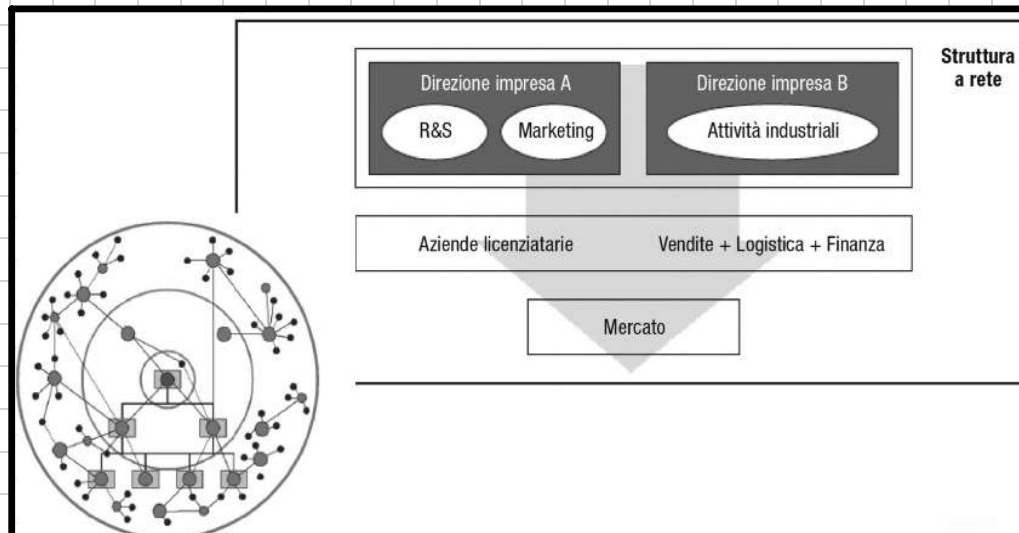 Struttura
a rete
Direzione impresa A
Direzione impresa B
R&S
Marketing
Attività industriali
Aziende licenziatarie
Vendite + Logistica + Finanza
Mercato